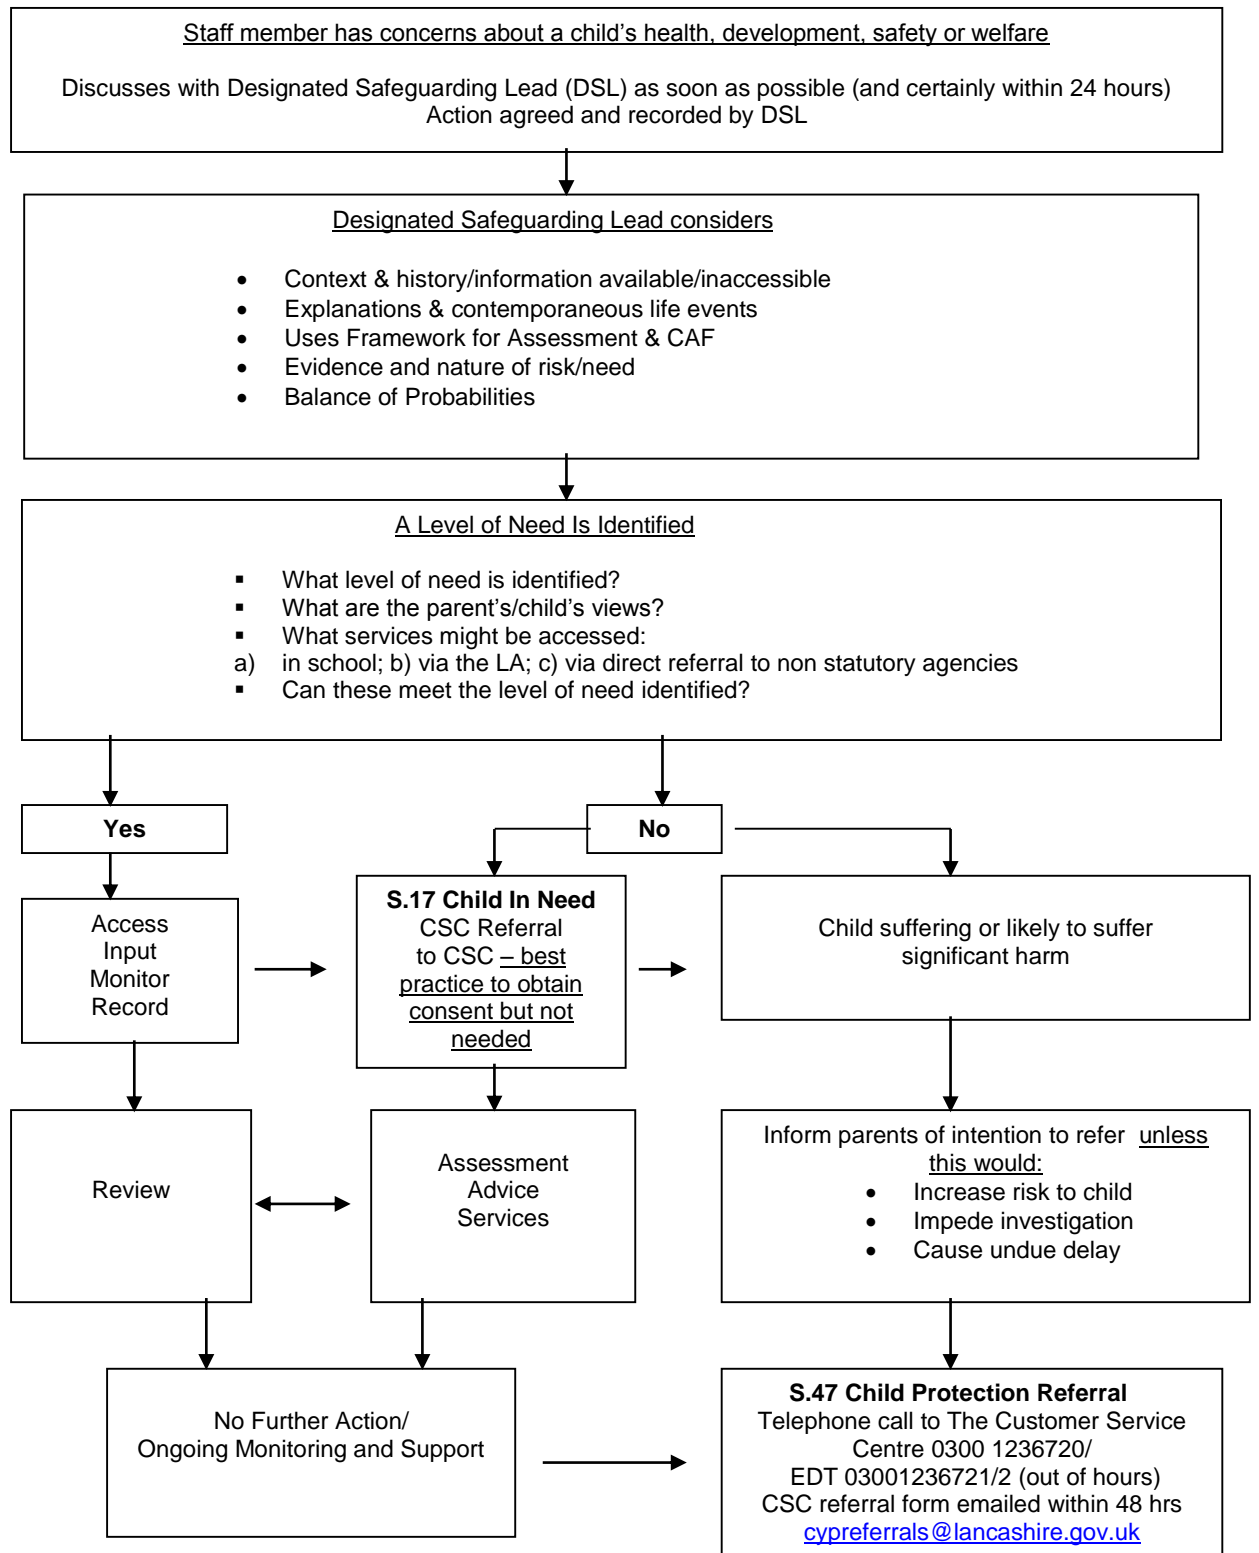 Staff member has concerns about a child’s health, development, safety or welfare
Discusses with Designated Safeguarding Lead (DSL) as soon as possible (and certainly within 24 hours)
Action agreed and recorded by DSL
Designated Safeguarding Lead considers
• Context & history/information available/inaccessible
• Explanations & contemporaneous life events
• Uses Framework for Assessment & CAF
• Evidence and nature of risk/need
• Balance of Probabilities
A Level of Need Is Identified
▪ What level of need is identified?
▪ What are the parent’s/child’s views?
▪ What services might be accessed:
a) in school; b) via the LA; c) via direct referral to non statutory agencies
▪ Can these meet the level of need identified?
Yes
No
Access
Input
Monitor
Record
S.17 Child In Need
CSC Referral
to CSC – best
practice to obtain
consent but not
needed
Child suffering or likely to suffer
significant harm
Review
Assessment
Advice
Services
Inform parents of intention to refer unless
this would:
• Increase risk to child
• Impede investigation
• Cause undue delay
No Further Action/
Ongoing Monitoring and Support
S.47 Child Protection Referral
Telephone call to The Customer Service
Centre 0300 1236720/
EDT 03001236721/2 (out of hours)
CSC referral form emailed within 48 hrs
cypreferrals@lancashire.gov.uk